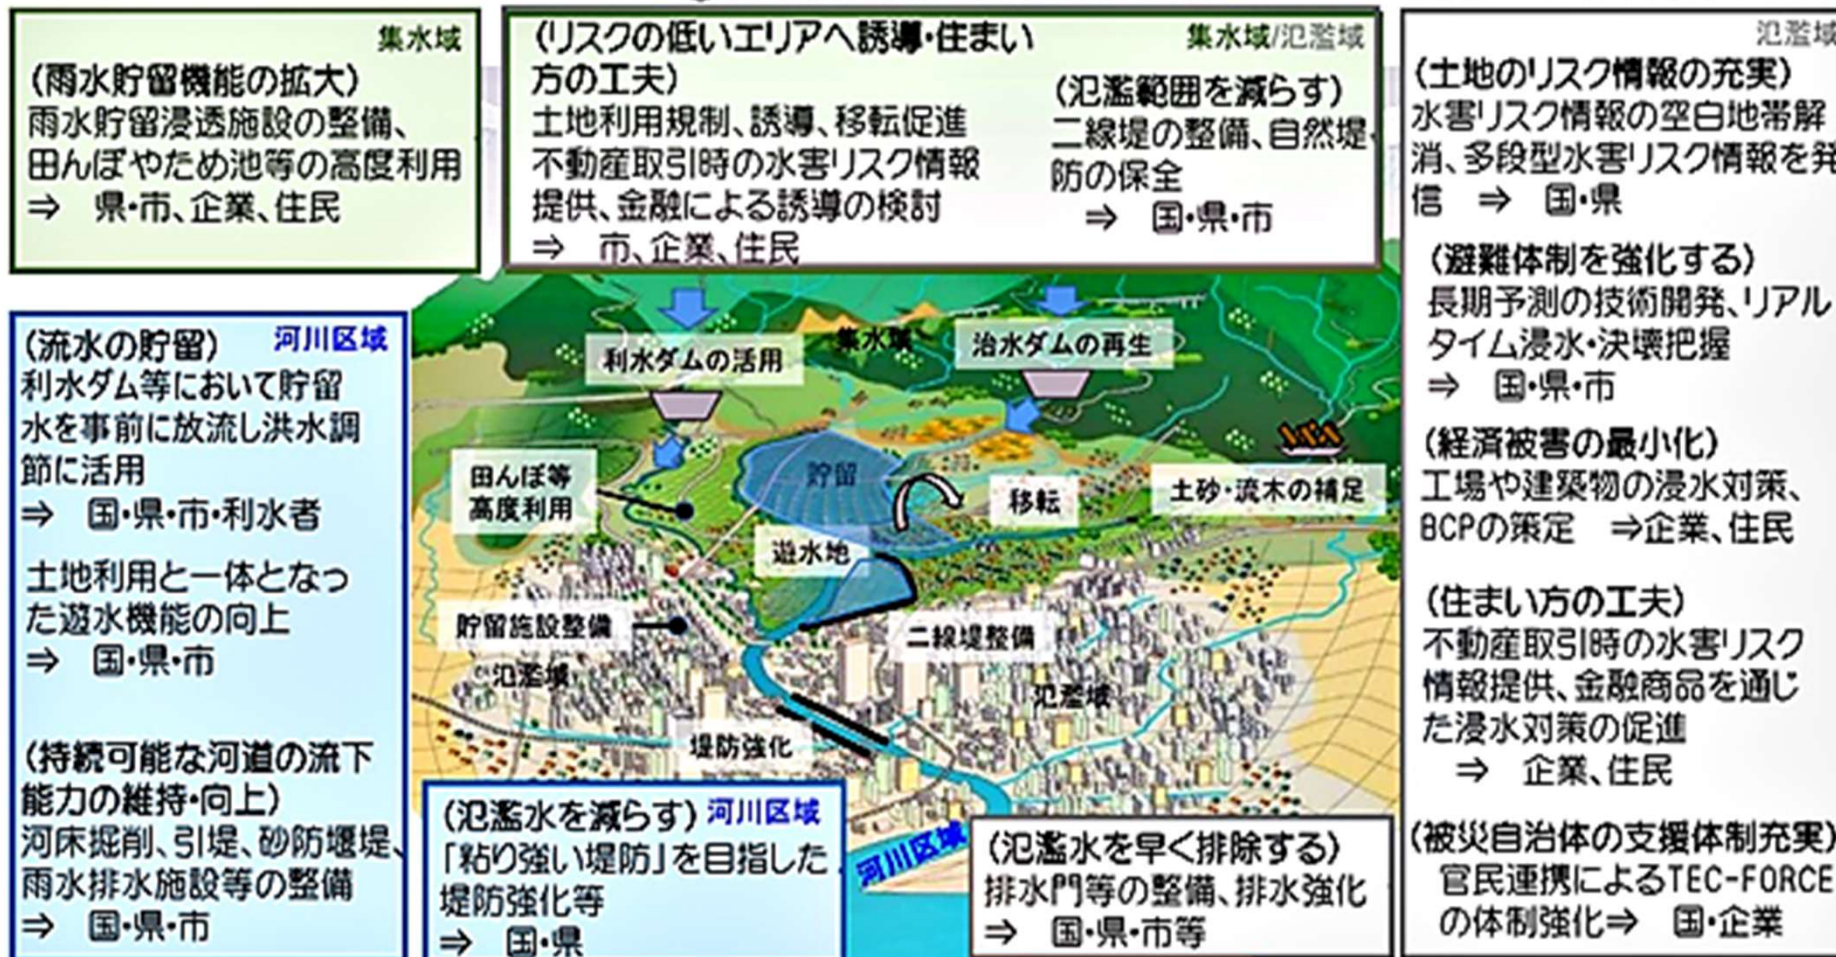 集水域
(雨水貯留機能の拡大)
雨水貯留浸透施設の整備、
田んぼやため池等の高度利用
⇒ 県・市、企業、住民
(リスクの低いエリアへ誘導・住まい
方の工夫)
土地利用規制、誘導、移転促進
不動産取引時の水害リスク情報
提供、金融による誘導の検討
⇒ 市、企業、住民
集水域/氾濫域
(氾濫範囲を減らす)
二線堤の整備、自然堤
防の保全
⇒ 国・県・市
氾濫域
(土地のリスク情報の充実)
水害リスク情報の空白地帯解
消、多段型水害リスク情報を発
信 ⇒ 国・県
(避難体制を強化する)
長期予測の技術開発、リアル
タイム浸水・決壊把握
⇒ 国・県・市
(経済被害の最小化)
工場や建築物の浸水対策、
BCPの策定 ⇒企業、住民
(住まい方の工夫)
不動産取引時の水害リスク
情報提供、金融商品を通じ
た浸水対策の促進
⇒ 企業、住民
(被災自治体の支援体制充実)
官民連携によるTEC-FORCE
の体制強化⇒ 国・企業
(流水の貯留) 河川区域
利水ダム等において貯留
水を事前に放流し洪水調
節に活用
⇒ 国・県・市・利水者
土地利用と一体となっ
た遊水機能の向上
⇒ 国・県・市
(持続可能な河道の流下
能力の維持・向上)
河床掘削、引堤、砂防堰堤、
雨水排水施設等の整備
⇒ 国・県・市
利水ダムの活用
集水域
治水ダムの再生
田んぼ等
高度利用
貯留
移転
土砂・流木の補足
遊水地
貯留施設整備
二線堤整備
氾濫域
氾濫域
堤防強化
河川区域
(氾濫水を減らす) 河川区域
「粘り強い堤防」を目指した
堤防強化等
⇒ 国・県
(氾濫水を早く排除する)
排水門等の整備、排水強化
⇒ 国・県・市等